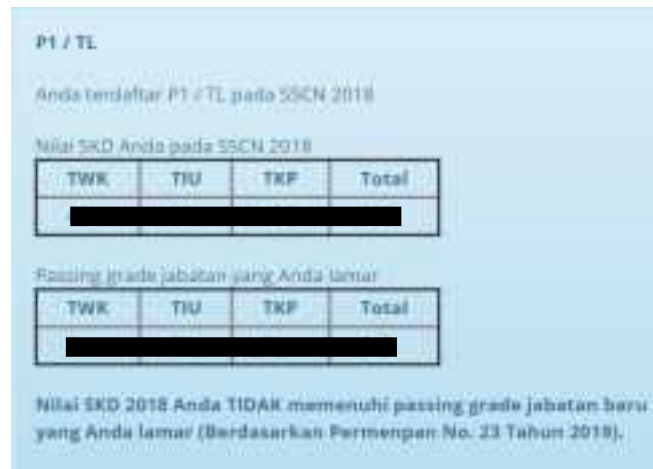 P1 / TL
Anda terdaftar P1 / TL pada SSCN 2018
Nilai SKD Anda pada SSCN 2018
TWK TIU TKP Total
Passing grade jabatan yang Anda lamar
TWK TIU TKP Total
Nilai SKD 2018 Anda TIDAK memenuhi passing grade jabatan baru
yang Anda lamar (Berdasarkan Permenpan No. 23 Tahun 2019).